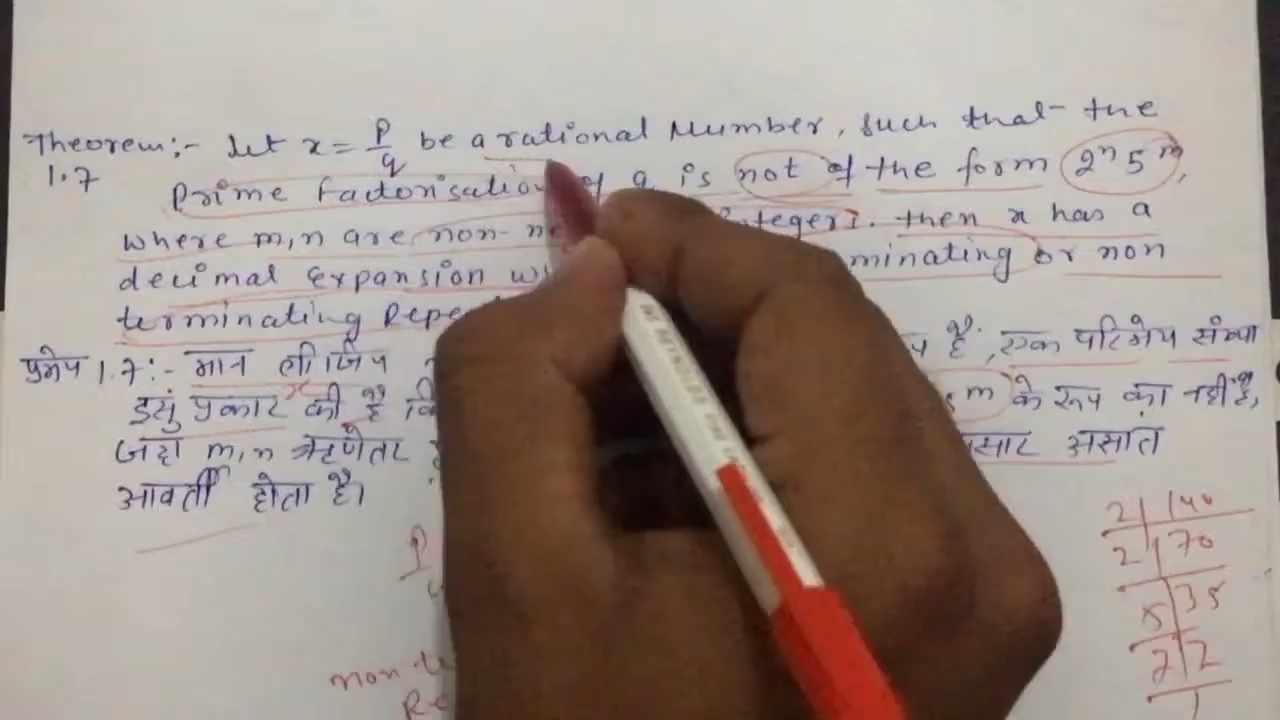 Theorem:- Let x = p/q be a rational Number, such that the
1.7 Prime Factorisation of q is not of the form 2ⁿ5ᵐ,
where m,n are non-ne integers. then x has a
decimal expansion wi minating or non
terminating Repe
प्रमेय 1.7:- मान लीजिए है, एक परिमेय संख्या
इस प्रकार x की है कि m के रूप का नहीं है,
जहा m,n ऋणेतर असांत
आवर्ती होता है।
P
2 140
2 70
5 35
7
1
non-te
Re